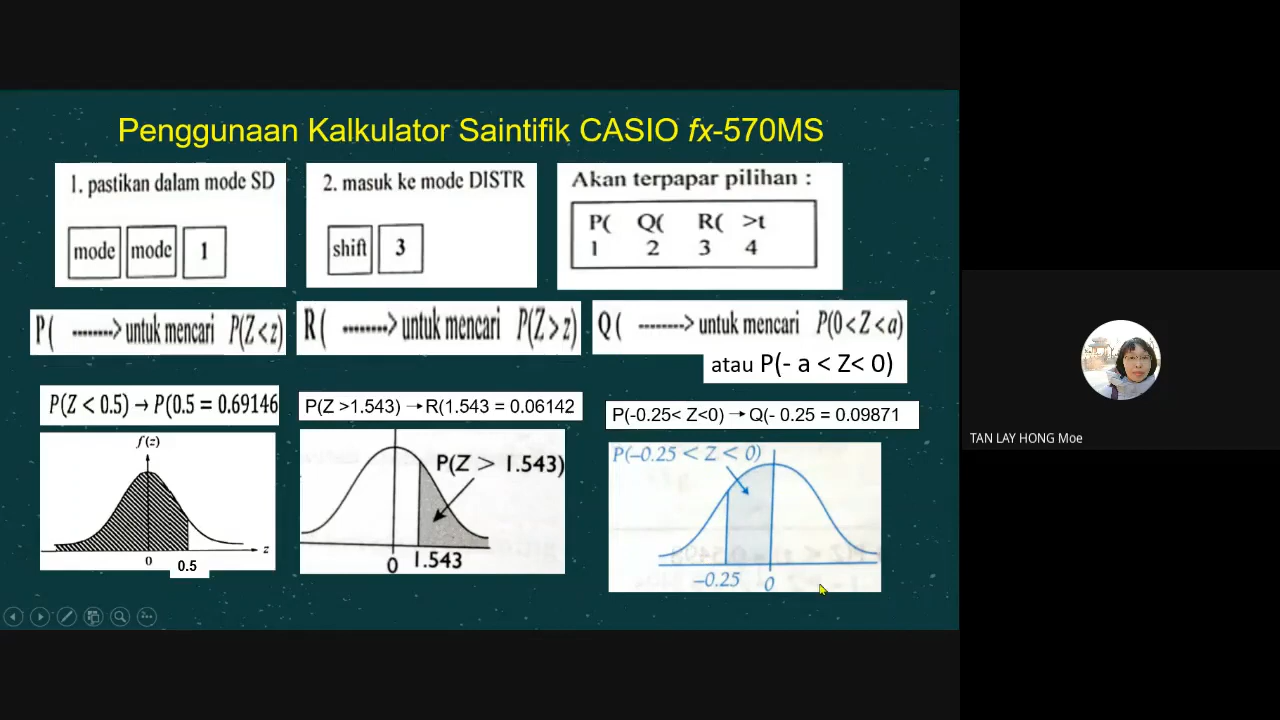 Penggunaan Kalkulator Saintifik CASIO fx-570MS
1. pastikan dalam mode SD
mode mode 1
2. masuk ke mode DISTR
shift 3
Akan terpapar pilihan :
P( Q( R( >t
1 2 3 4
P( --------> untuk mencari P(Z<z)
R( --------> untuk mencari P(Z>z)
Q( --------> untuk mencari P(0<Z<a)
atau P(- a < Z< 0)
P(Z < 0.5) → P(0.5 = 0.69146
P(Z >1.543) → R(1.543 = 0.06142
P(-0.25< Z<0) → Q(- 0.25 = 0.09871
f(z)
0
0.5
z
P(Z > 1.543)
0 1.543
P(–0.25 < Z < 0)
–0.25 0
TAN LAY HONG Moe